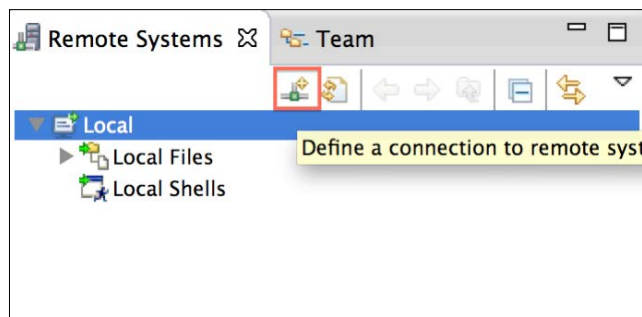 Remote Systems Team
Local
Define a connection to remote syst
Local Files
Local Shells